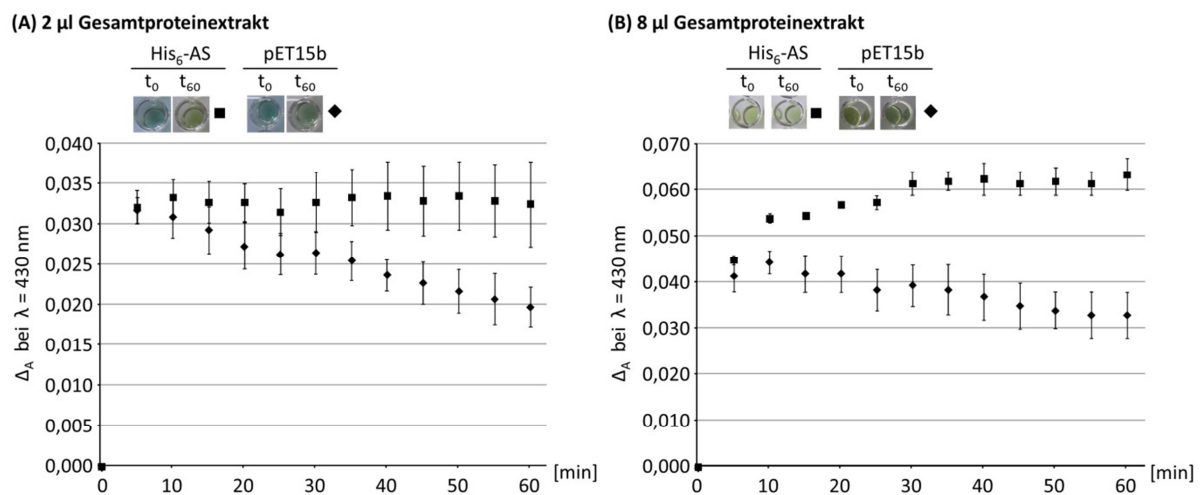 (A) 2 µl Gesamtproteinextrakt
His₆-AS pET15b
t₀ t₆₀ t₀ t₆₀
0,040
0,035
0,030
0,025
0,020
0,015
0,010
0,005
0,000
Δ_A bei λ = 430 nm
0 10 20 30 40 50 60 [min]
(B) 8 µl Gesamtproteinextrakt
His₆-AS pET15b
t₀ t₆₀ t₀ t₆₀
0,070
0,060
0,050
0,040
0,030
0,020
0,010
0,000
Δ_A bei λ = 430 nm
0 10 20 30 40 50 60 [min]